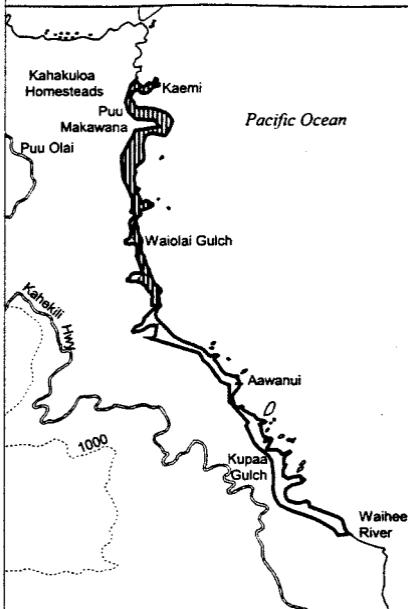 Kahakuloa
Homesteads
Kaemi
Puu
Makawana
Pacific Ocean
Puu Olai
Waiolai Gulch
Kahekili
Hwy
Aawanui
1000
Kupaa
Gulch
Waihee
River